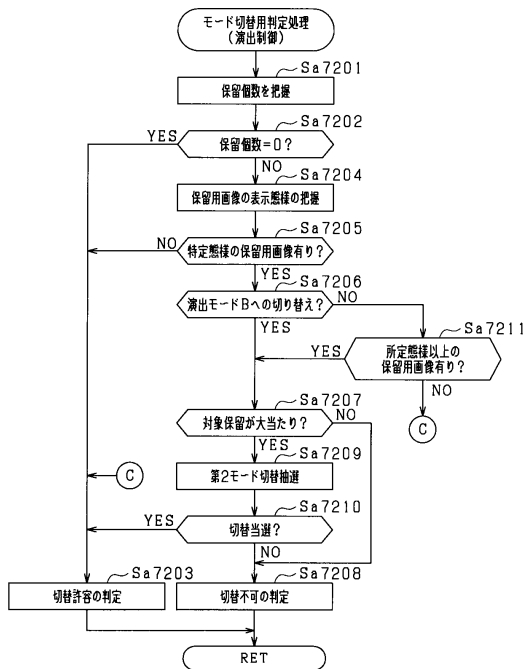 モード切替用判定処理
(演出制御)
Sa7201
保留個数を把握
Sa7202
YES
保留個数=0?
NO
Sa7204
保留用画像の表示態様の把握
Sa7205
NO
特定態様の保留用画像有り?
YES
Sa7206
演出モードBへの切り替え?
NO
YES
Sa7211
YES
所定態様以上の
保留用画像有り?
NO
C
Sa7207
対象保留が大当たり?
NO
YES
Sa7209
C
第2モード切替抽選
Sa7210
YES
切替当選?
NO
Sa7203
Sa7208
切替許容の判定
切替不可の判定
RET